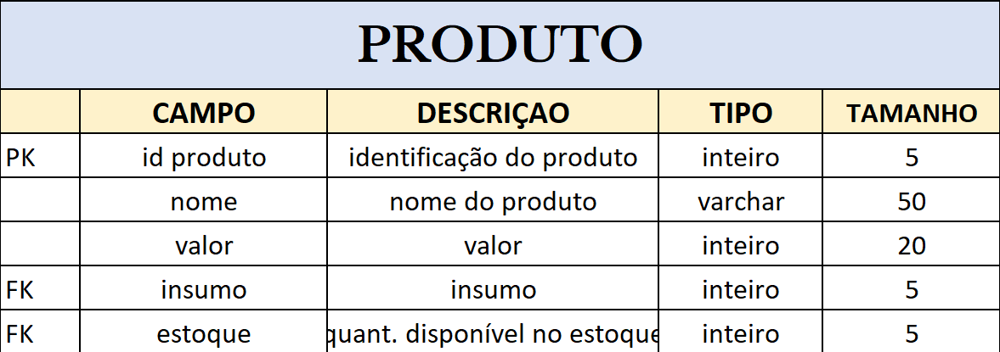 PRODUTO
CAMPO DESCRIÇAO TIPO TAMANHO
PK id produto identificação do produto inteiro 5
nome nome do produto varchar 50
valor valor inteiro 20
FK insumo insumo inteiro 5
FK estoque quant. disponível no estoque inteiro 5